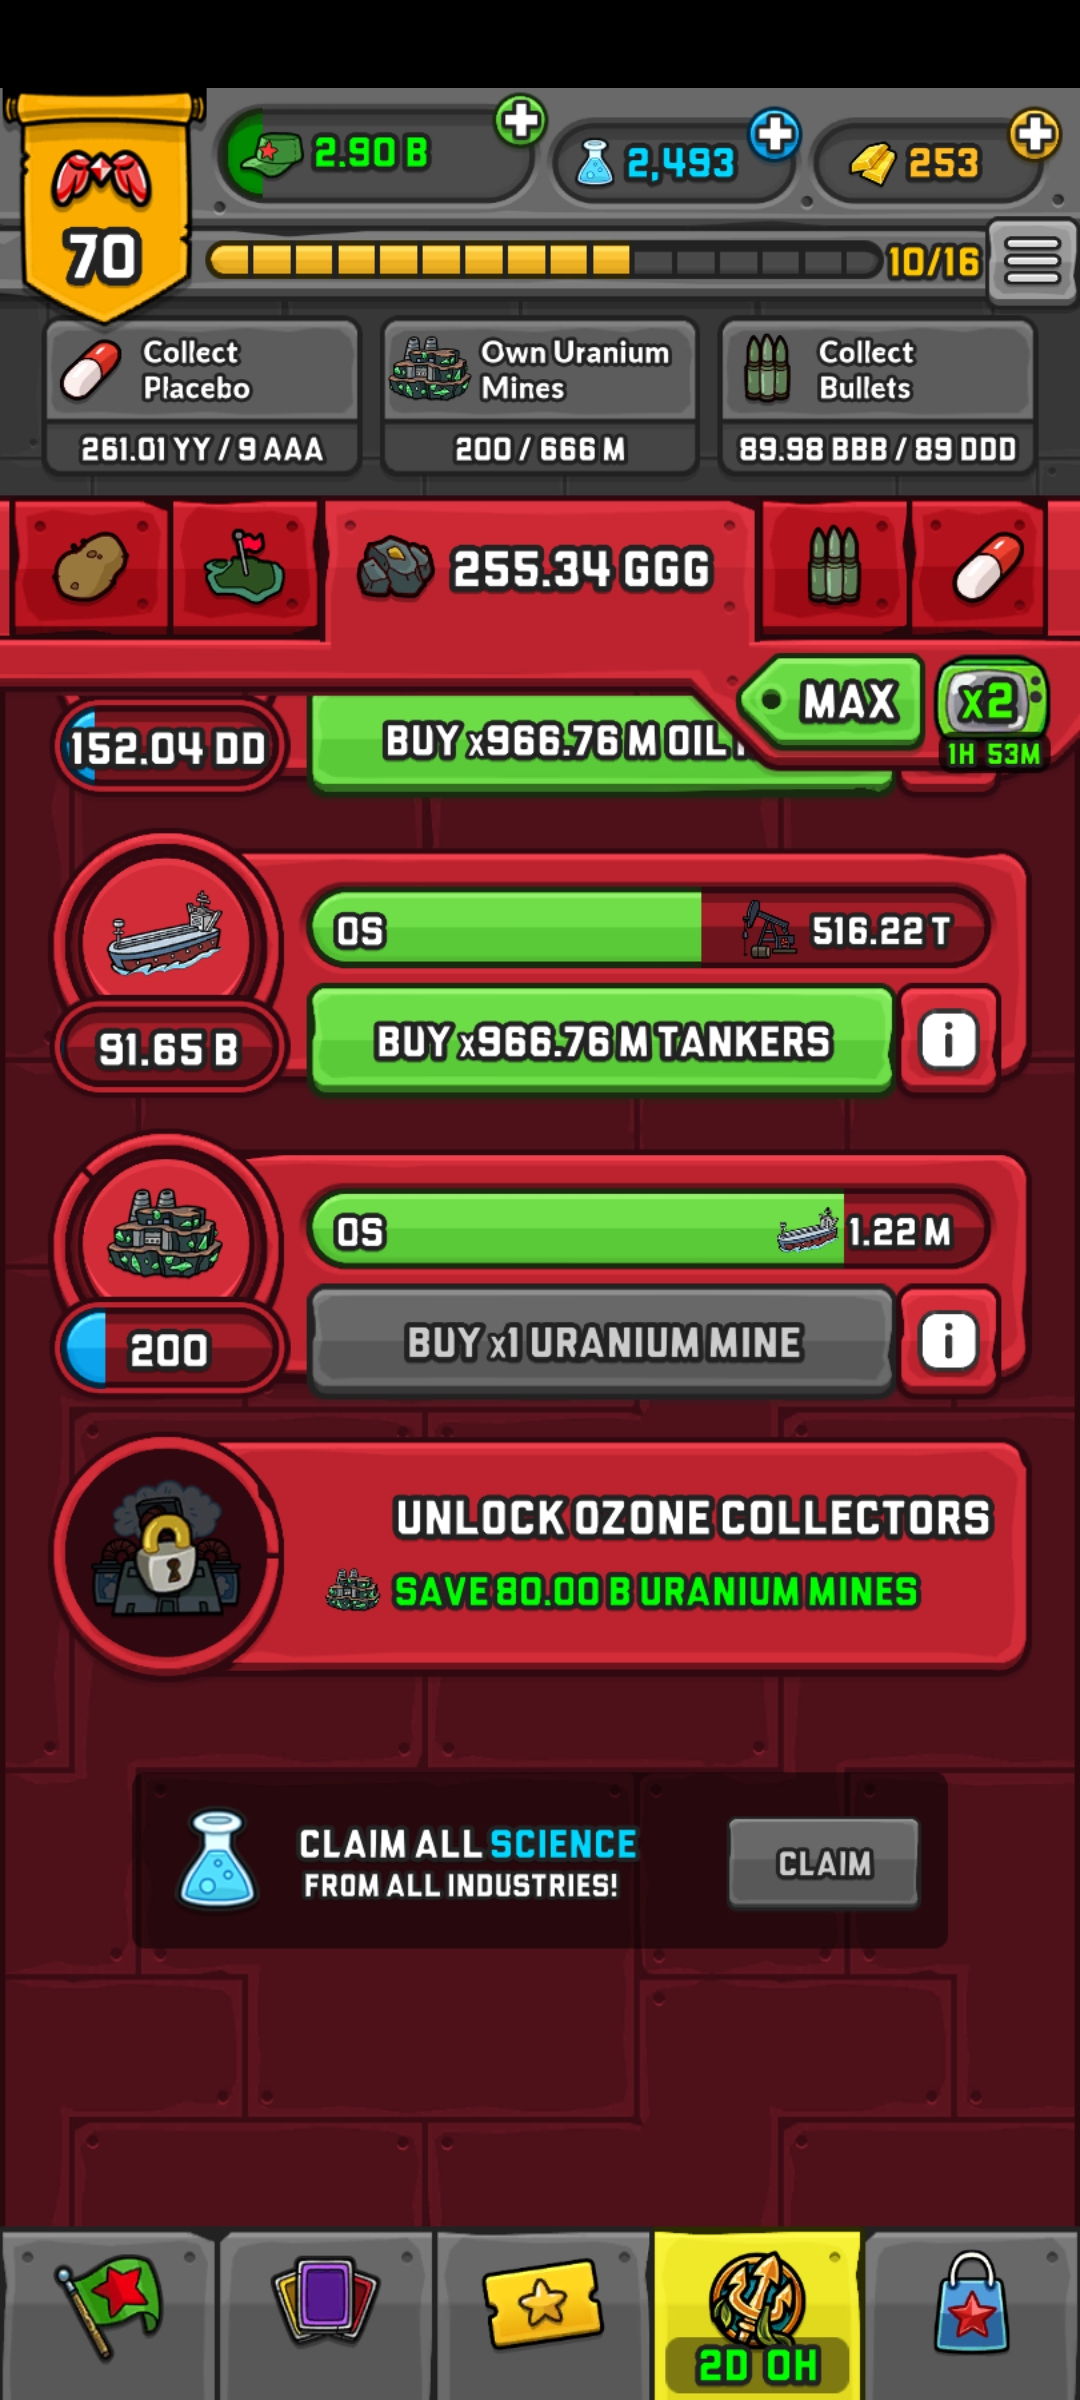 70
2.90 B
2,493
253
10/16
Collect
Placebo
261.01 YY / 9 AAA
Own Uranium
Mines
200 / 666 M
Collect
Bullets
89.98 BBB / 89 DDD
255.34 GGG
MAX
x2
1H 53M
152.04 DD
BUY x966.76 M OIL
0S
516.22 T
91.65 B
BUY x966.76 M TANKERS
i
0S
1.22 M
200
BUY x1 URANIUM MINE
i
UNLOCK OZONE COLLECTORS
SAVE 80.00 B URANIUM MINES
CLAIM ALL SCIENCE
FROM ALL INDUSTRIES!
CLAIM
2D 0H